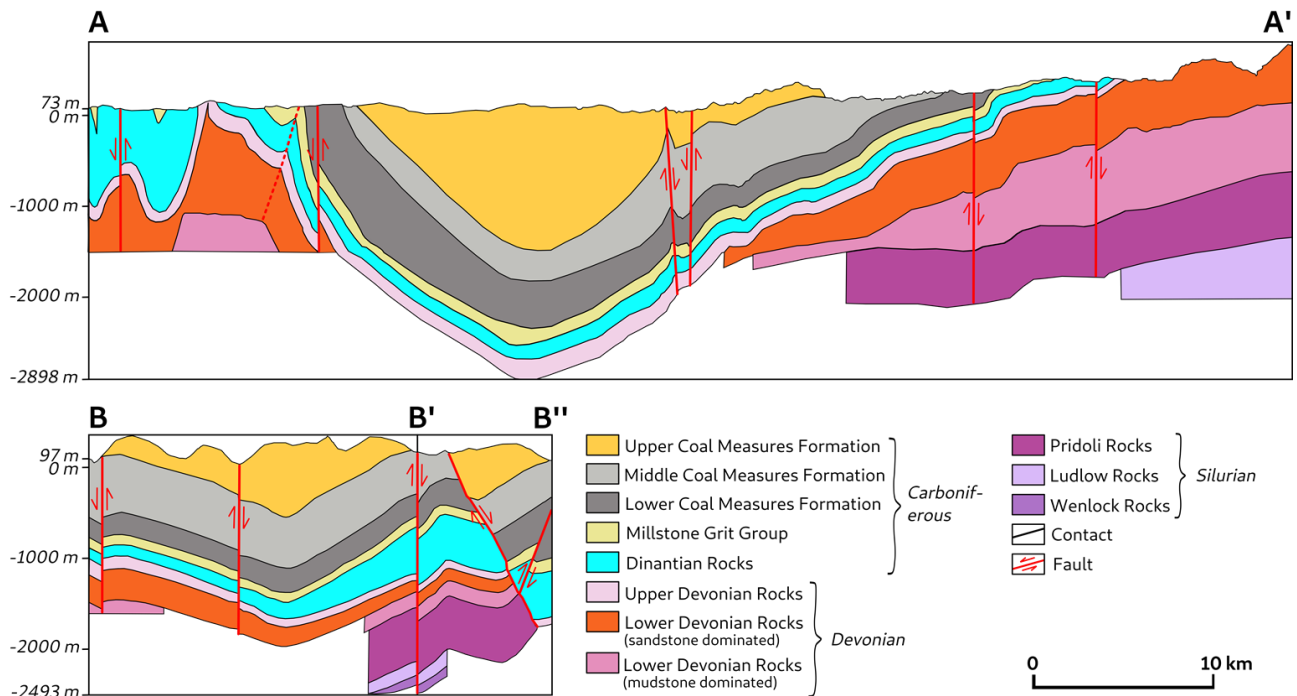 A
A'
73 m
0 m
-1000 m
-2000 m
-2898 m
B
B'
B''
97 m
0 m
-1000 m
-2000 m
-2493 m
Upper Coal Measures Formation
Middle Coal Measures Formation
Lower Coal Measures Formation
Millstone Grit Group
Dinantian Rocks
Carbonif-
erous
Upper Devonian Rocks
Lower Devonian Rocks
(sandstone dominated)
Lower Devonian Rocks
(mudstone dominated)
Devonian
Pridoli Rocks
Ludlow Rocks
Wenlock Rocks
Silurian
Contact
Fault
0
10 km